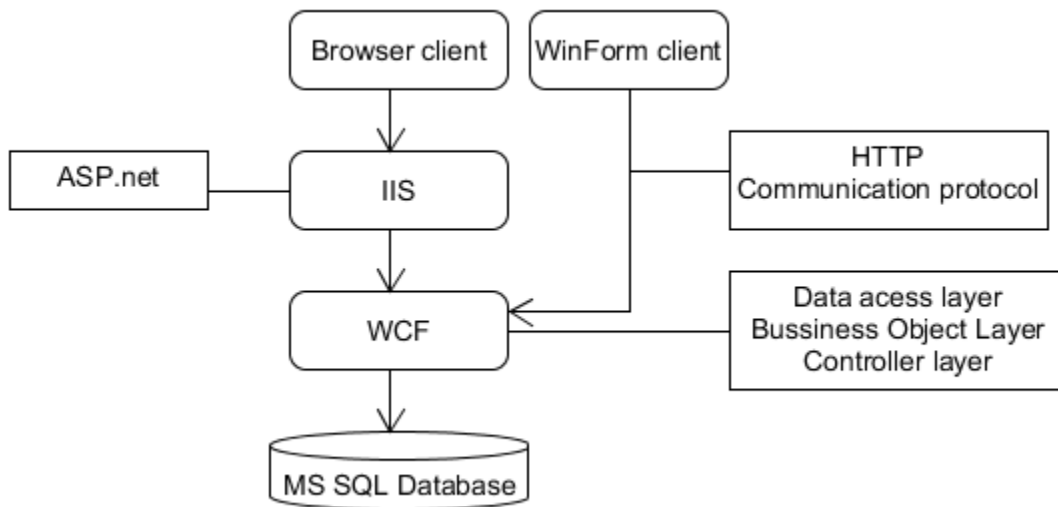 Browser client
WinForm client
ASP.net
IIS
HTTP
Communication protocol
WCF
Data acess layer
Bussiness Object Layer
Controller layer
MS SQL Database